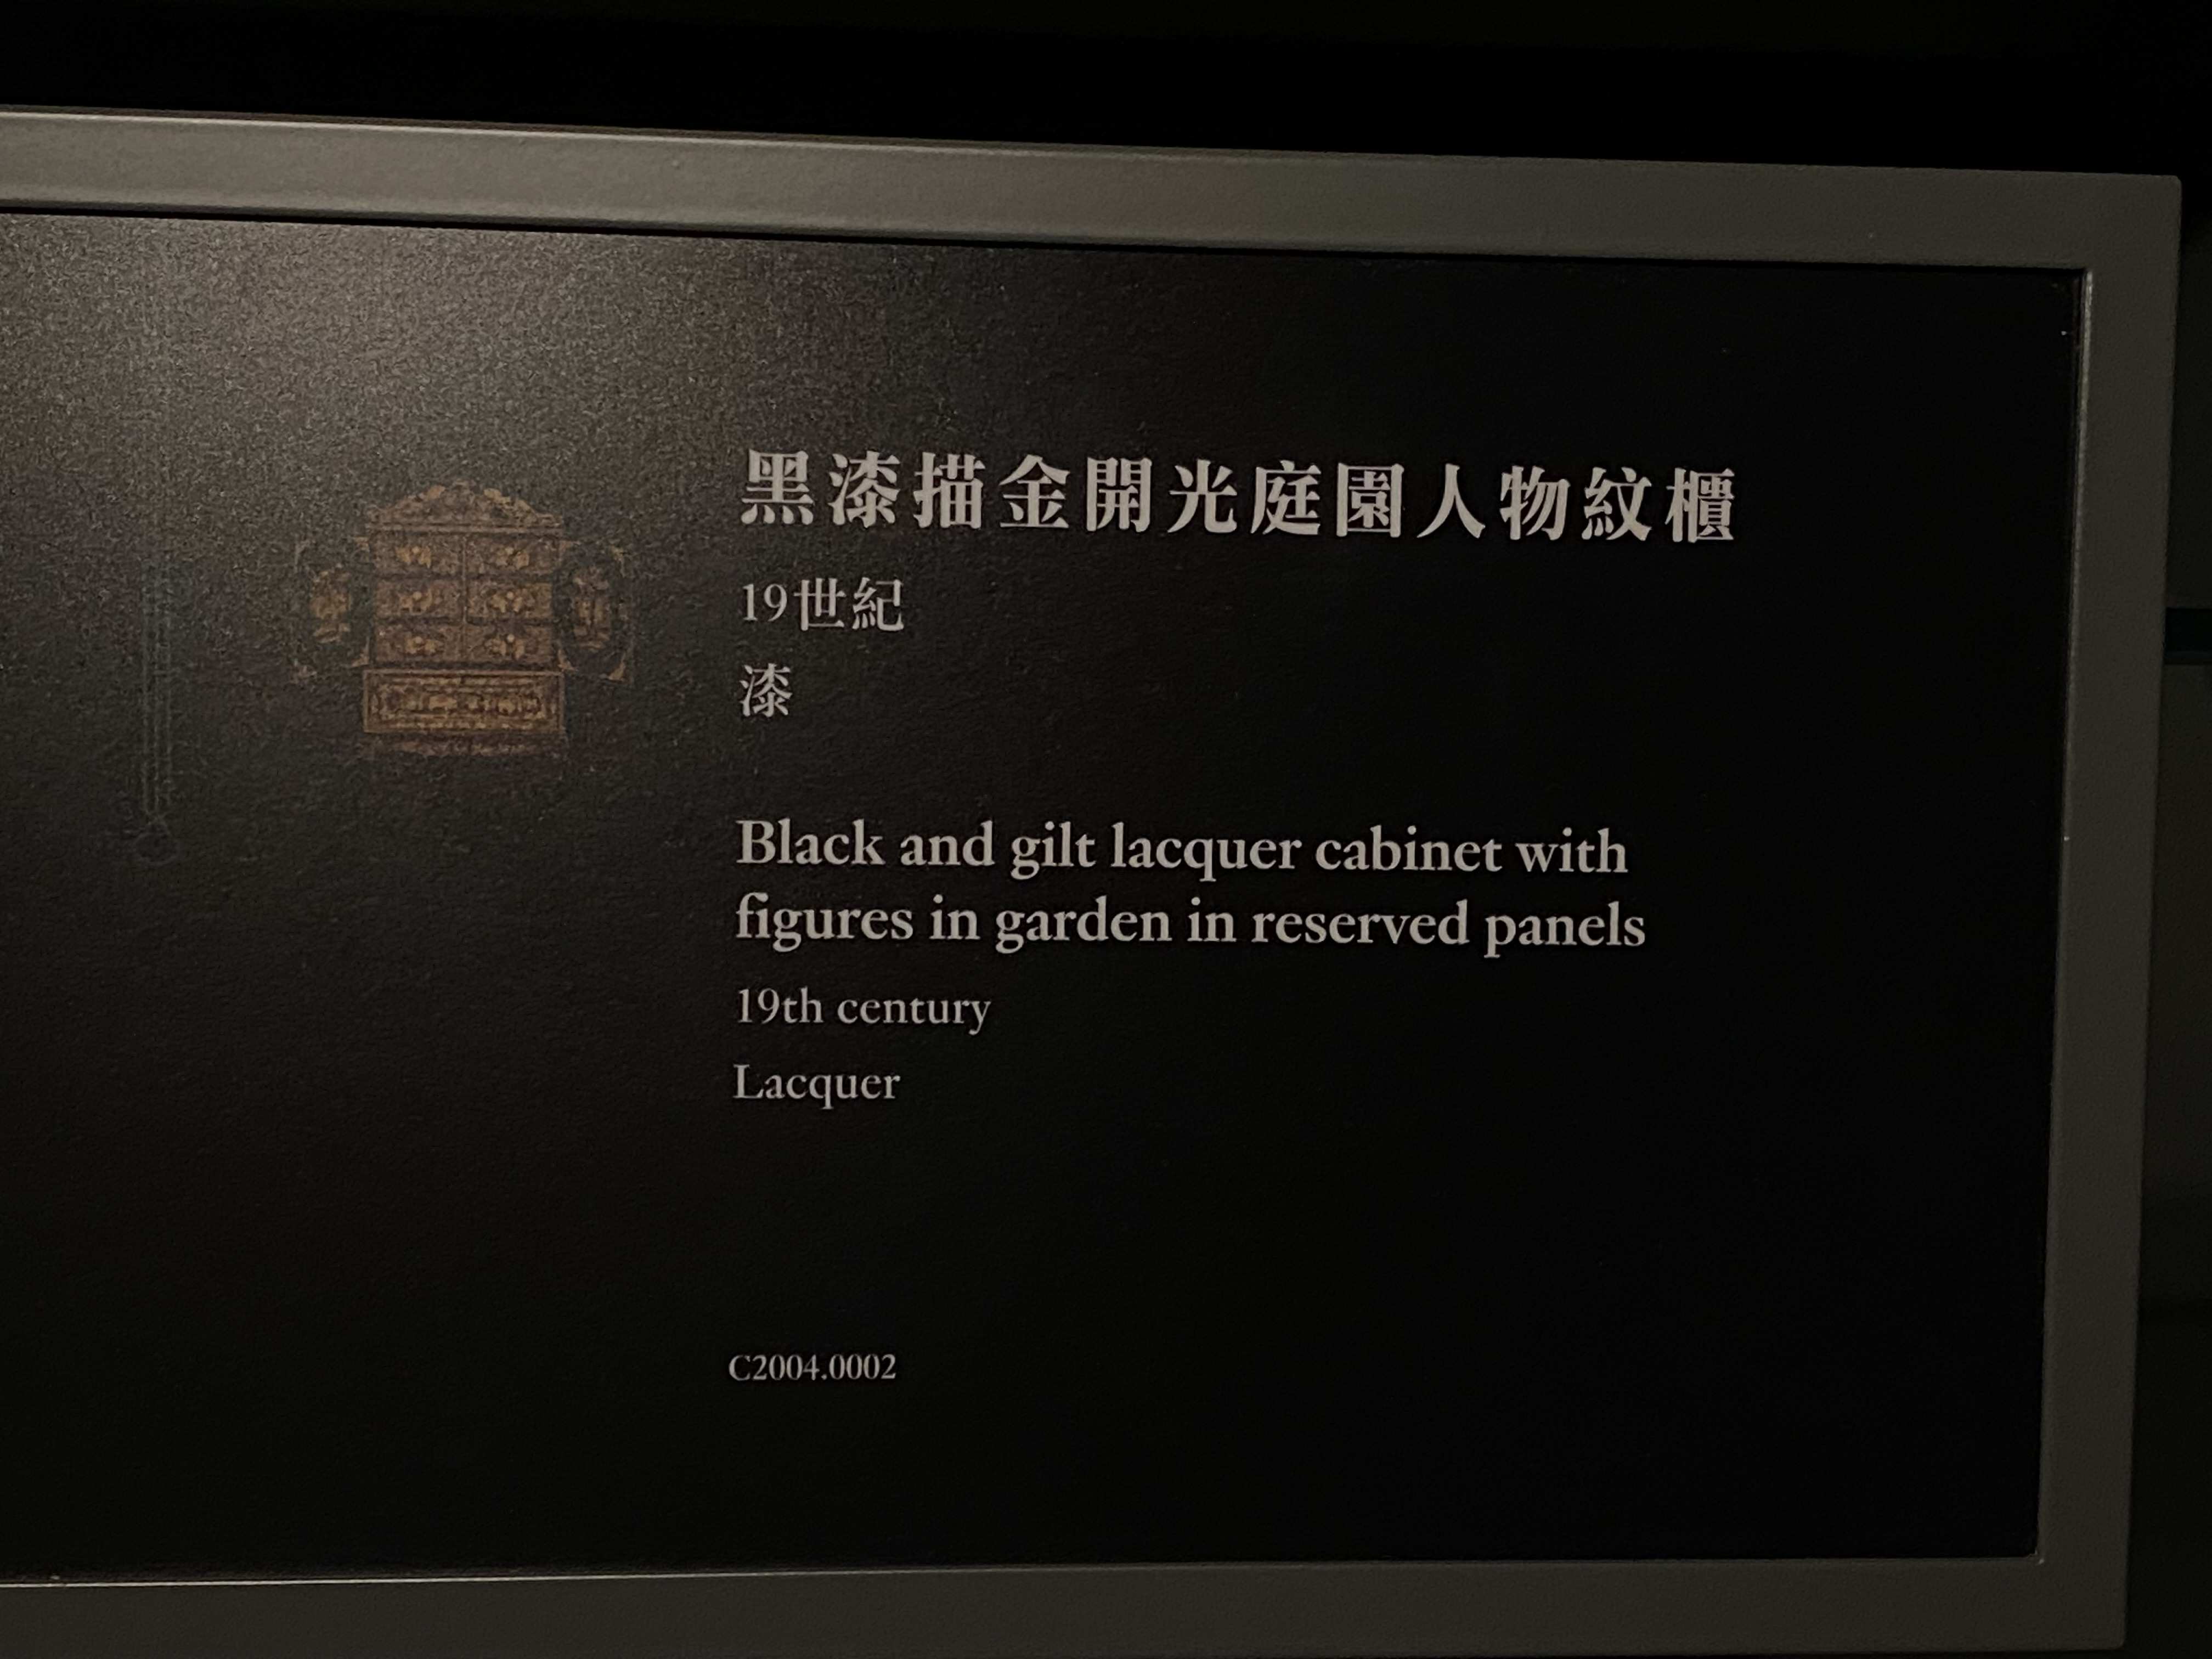 黑漆描金開光庭園人物紋櫃
19世紀
漆
Black and gilt lacquer cabinet with
figures in garden in reserved panels
19th century
Lacquer
C2004.0002